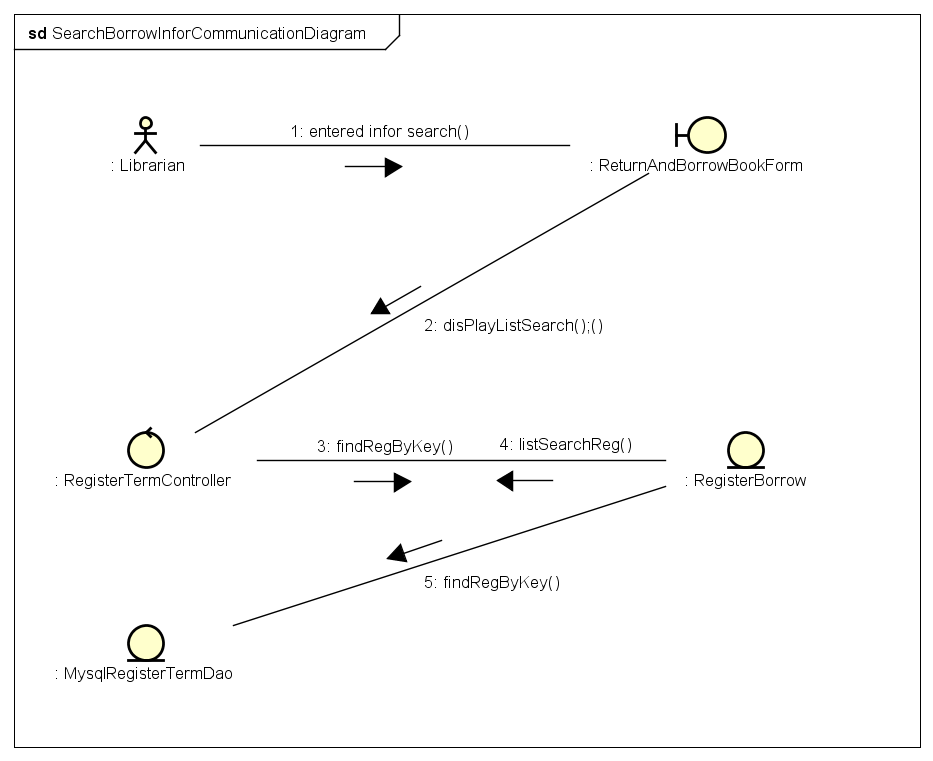 sd SearchBorrowInforCommunicationDiagram
1: entered infor search()
: Librarian
: ReturnAndBorrowBookForm
2: disPlayListSearch();()
3: findRegByKey()
4: listSearchReg()
: RegisterTermController
: RegisterBorrow
5: findRegByKey()
: MysqlRegisterTermDao